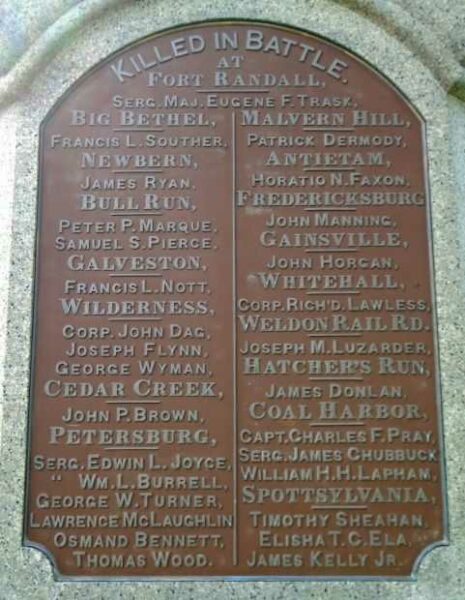 KILLED IN BATTLE.
AT
FORT RANDALL,
SERG. MAJ. EUGENE F. TRASK,
BIG BETHEL,
FRANCIS L. SOUTHER,
NEWBERN,
JAMES RYAN,
BULL RUN,
PETER P. MARQUE,
SAMUEL S. PIERCE,
GALVESTON,
FRANCIS L. NOTT,
WILDERNESS,
CORP. JOHN DAG,
JOSEPH FLYNN,
GEORGE WYMAN,
CEDAR CREEK,
JOHN P. BROWN,
PETERSBURG,
SERG. EDWIN L. JOYCE,
" WM. L. BURRELL,
GEORGE W. TURNER,
LAWRENCE MCLAUGHLIN
OSMAND BENNETT,
THOMAS WOOD.
MALVERN HILL,
PATRICK DERMODY,
ANTIETAM,
HORATIO N. FAXON,
FREDERICKSBURG
JOHN MANNING,
GAINSVILLE,
JOHN HORGAN,
WHITEHALL,
CORP. RICH'D. LAWLESS,
WELDON RAIL RD.
JOSEPH M. LUZARDER,
HATCHER'S RUN,
JAMES DONLAN,
COAL HARBOR,
CAPT. CHARLES F. PRAY,
SERG. JAMES CHUBBUCK
WILLIAM H. H. LAPHAM,
SPOTTSYLVANIA,
TIMOTHY SHEAHAN,
ELISHA T. C. ELA,
JAMES KELLY JR.